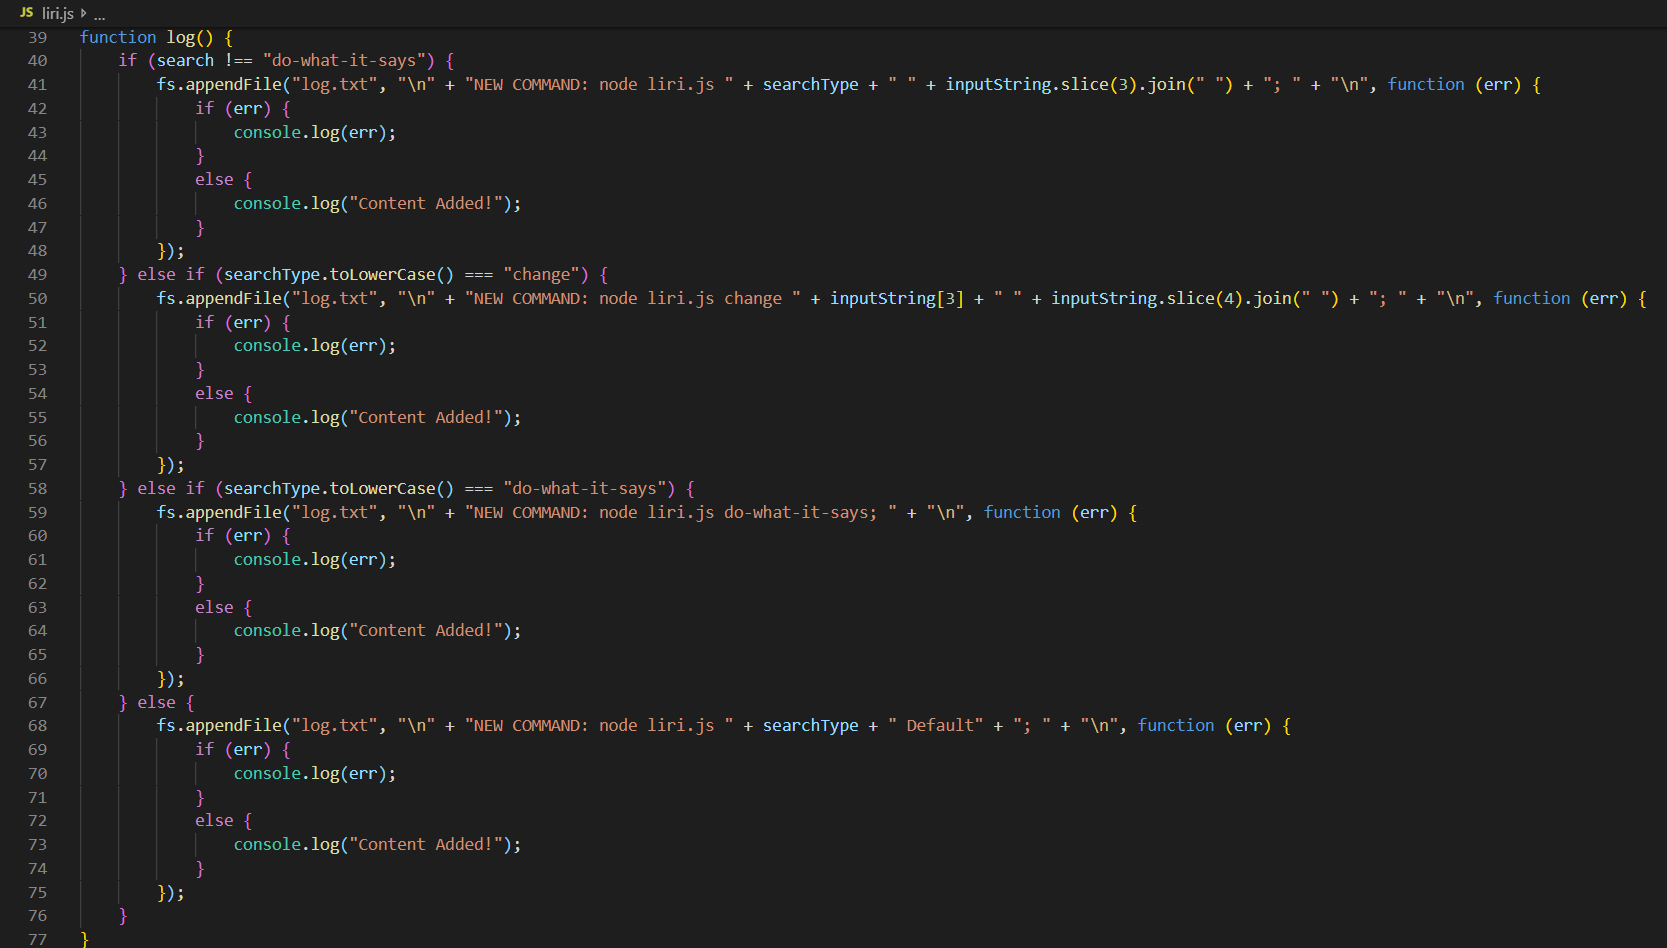 JS liri.js ▸ ...
39 function log() {
40     if (search !== "do-what-it-says") {
41         fs.appendFile("log.txt", "\n" + "NEW COMMAND: node liri.js " + searchType + " " + inputString.slice(3).join(" ") + "; " + "\n", function (err) {
42             if (err) {
43                 console.log(err);
44             }
45             else {
46                 console.log("Content Added!");
47             }
48         });
49     } else if (searchType.toLowerCase() === "change") {
50         fs.appendFile("log.txt", "\n" + "NEW COMMAND: node liri.js change " + inputString[3] + " " + inputString.slice(4).join(" ") + "; " + "\n", function (err) {
51             if (err) {
52                 console.log(err);
53             }
54             else {
55                 console.log("Content Added!");
56             }
57         });
58     } else if (searchType.toLowerCase() === "do-what-it-says") {
59         fs.appendFile("log.txt", "\n" + "NEW COMMAND: node liri.js do-what-it-says; " + "\n", function (err) {
60             if (err) {
61                 console.log(err);
62             }
63             else {
64                 console.log("Content Added!");
65             }
66         });
67     } else {
68         fs.appendFile("log.txt", "\n" + "NEW COMMAND: node liri.js " + searchType + " Default" + "; " + "\n", function (err) {
69             if (err) {
70                 console.log(err);
71             }
72             else {
73                 console.log("Content Added!");
74             }
75         });
76     }
77 }